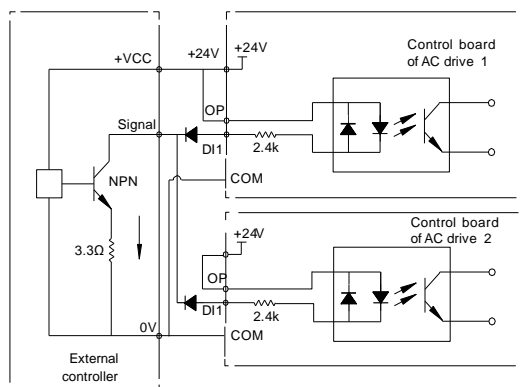 +VCC
+24V
+24V
Control board
of AC drive 1
OP
Signal
DI1
2.4k
NPN
COM
3.3Ω
Control board
of AC drive 2
+24V
OP
DI1
2.4k
0V
COM
External
controller